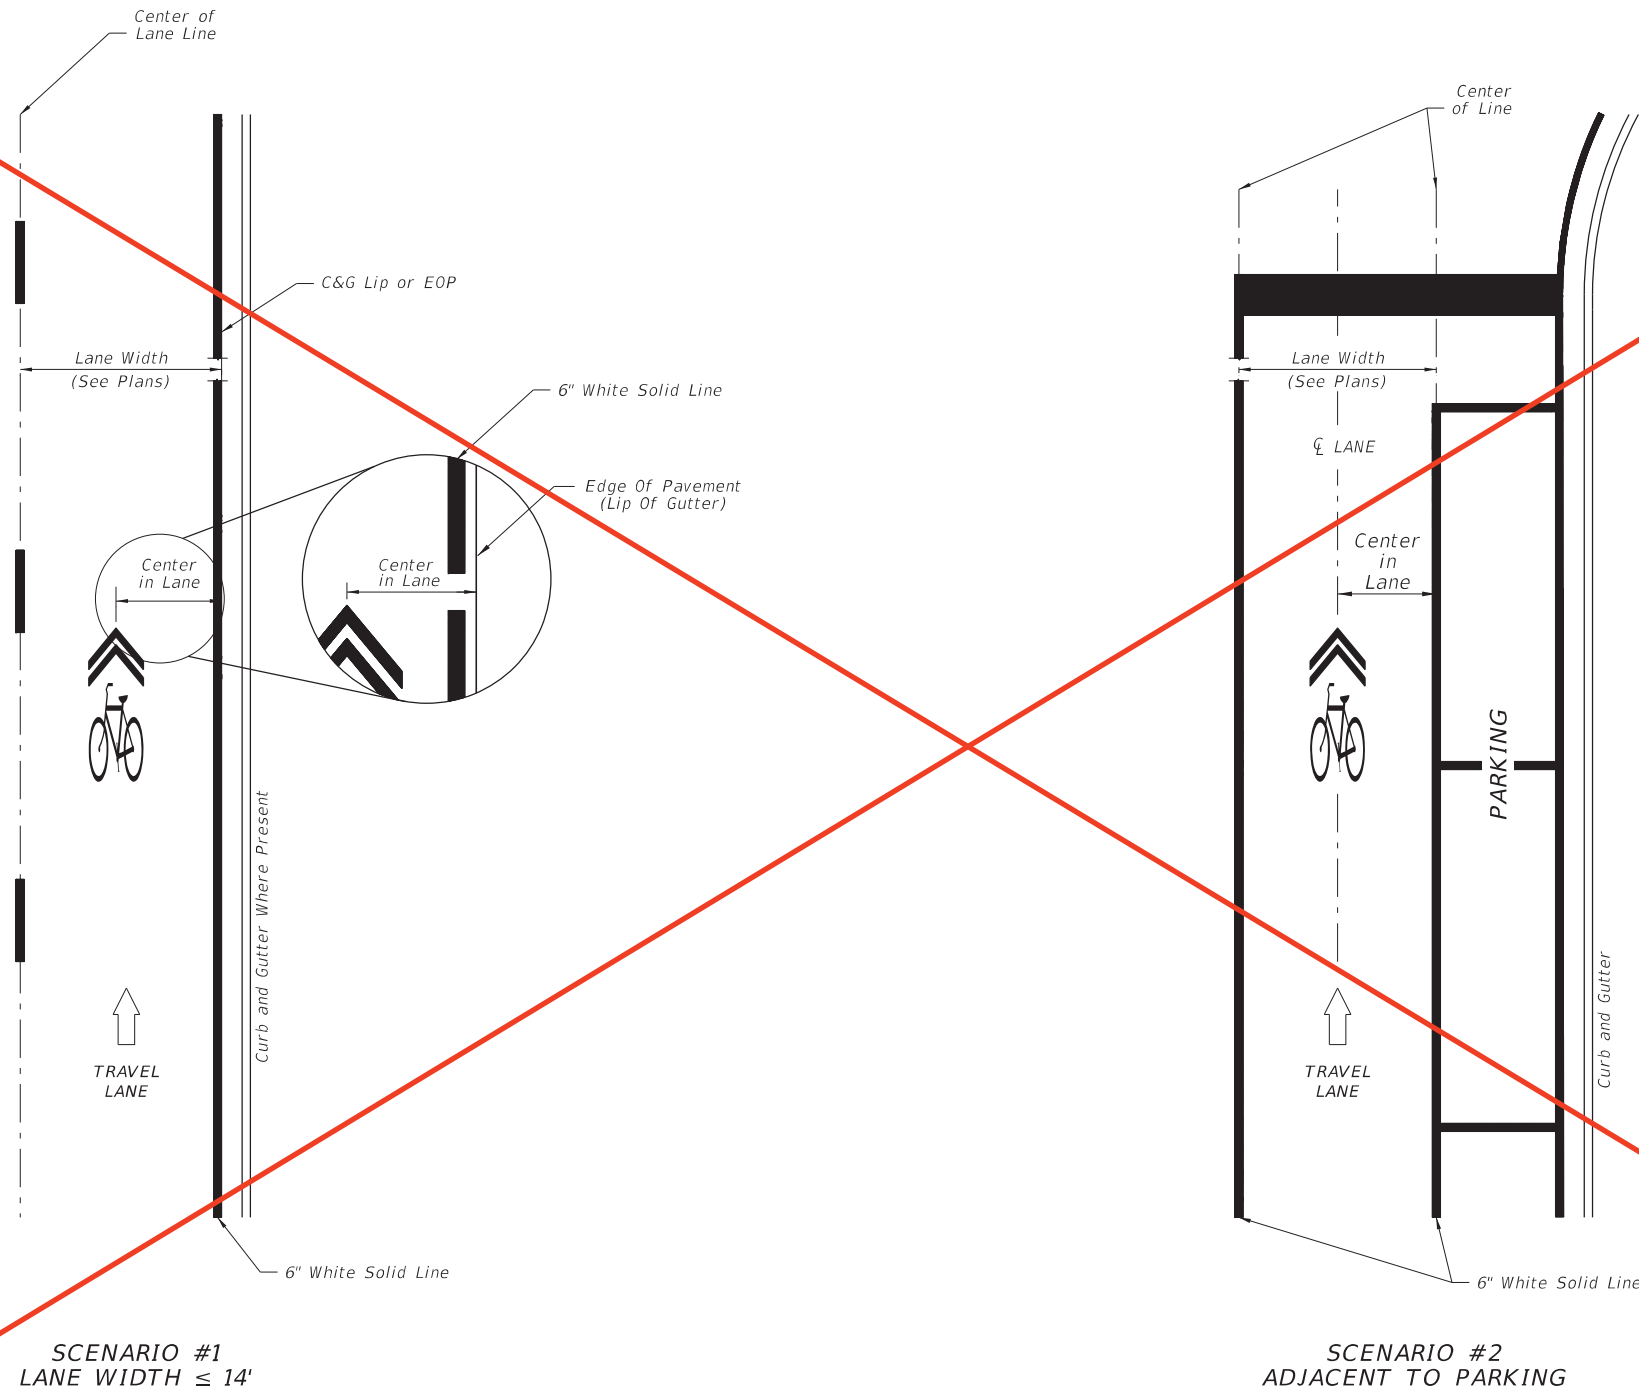 Center of
Lane Line
C&G Lip or EOP
Lane Width
(See Plans)
6" White Solid Line
Edge Of Pavement
(Lip Of Gutter)
Center
in Lane
Center
in Lane
Curb and Gutter Where Present
TRAVEL
LANE
6" White Solid Line
SCENARIO #1
LANE WIDTH ≤ 14'
Center
of Line
Lane Width
(See Plans)
℄ LANE
Center
in
Lane
PARKING
Curb and Gutter
TRAVEL
LANE
6" White Solid Line
SCENARIO #2
ADJACENT TO PARKING